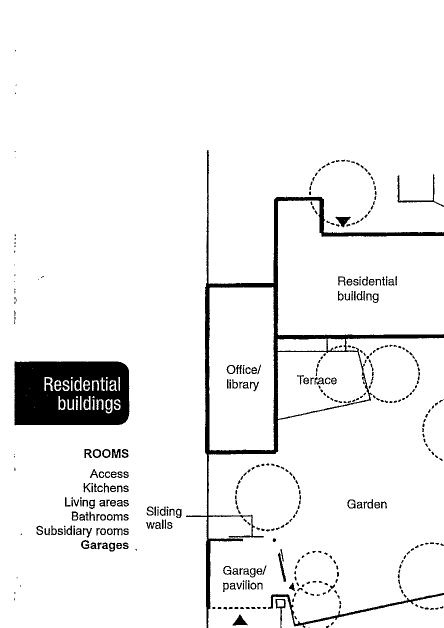 Residential
building
Office/
library
Terrace
Residential
buildings
ROOMS
Access
Kitchens
Living areas
Bathrooms
Subsidiary rooms
Garages
Sliding
walls
Garden
Garage/
pavilion